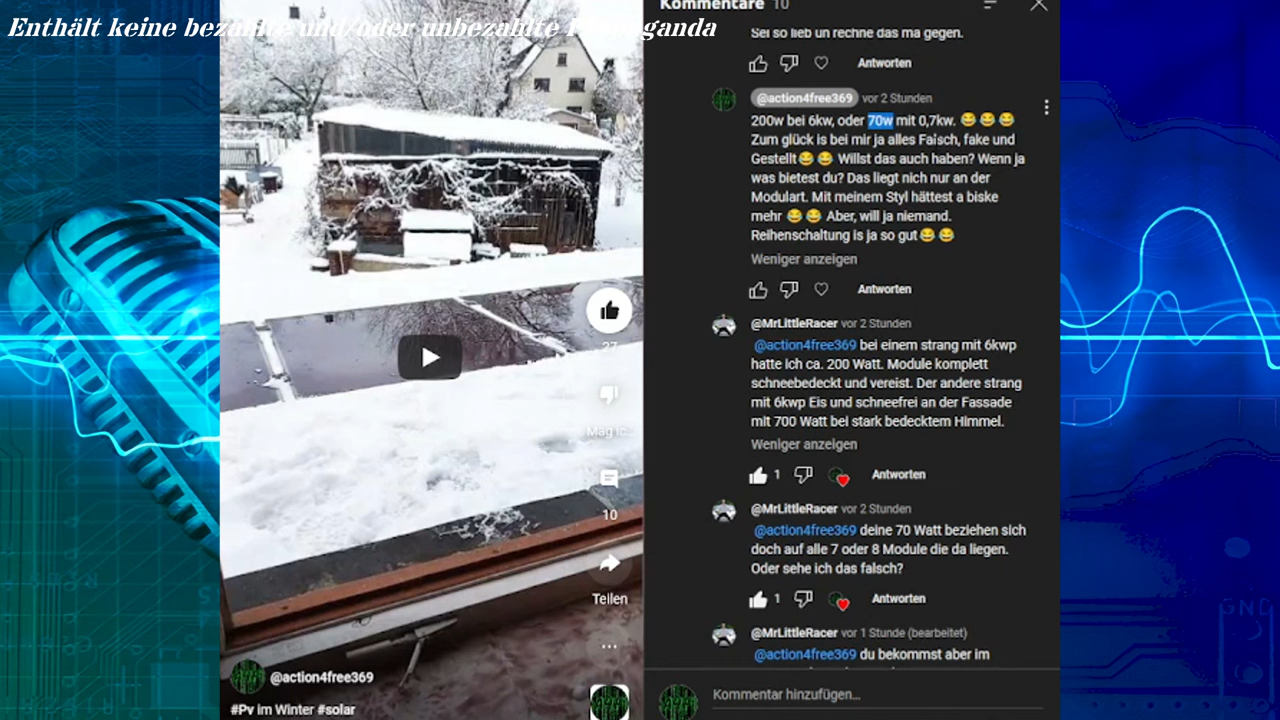 Enthält keine bezahlte und/oder unbezahlte Propaganda
Kommentare 10
Sei so lieb un rechne das ma gegen.
Antworten
@action4free369 vor 2 Stunden
200w bei 6kw, oder 70w mit 0,7kw. 😂😂😂
Zum glück is bei mir ja alles Falsch, fake und
Gestellt😂😂 Willst das auch haben? Wenn ja
was bietest du? Das liegt nich nur an der
Modulart. Mit meinem Styl hättest a biske
mehr 😂😂 Aber, will ja niemand.
Reihenschaltung is ja so gut😂😂
Weniger anzeigen
Antworten
@MrLittleRacer vor 2 Stunden
@action4free369 bei einem strang mit 6kwp
hatte ich ca. 200 Watt. Module komplett
schneebedeckt und vereist. Der andere strang
mit 6kwp Eis und schneefrei an der Fassade
mit 700 Watt bei stark bedecktem Himmel.
Weniger anzeigen
1 Antworten
@MrLittleRacer vor 2 Stunden
@action4free369 deine 70 Watt beziehen sich
doch auf alle 7 oder 8 Module die da liegen.
Oder sehe ich das falsch?
1 Antworten
@MrLittleRacer vor 1 Stunde (bearbeitet)
@action4free369 du bekommst aber im
Kommentar hinzufügen...
27
Mag ic...
10
Teilen
@action4free369
#Pv im Winter #solar